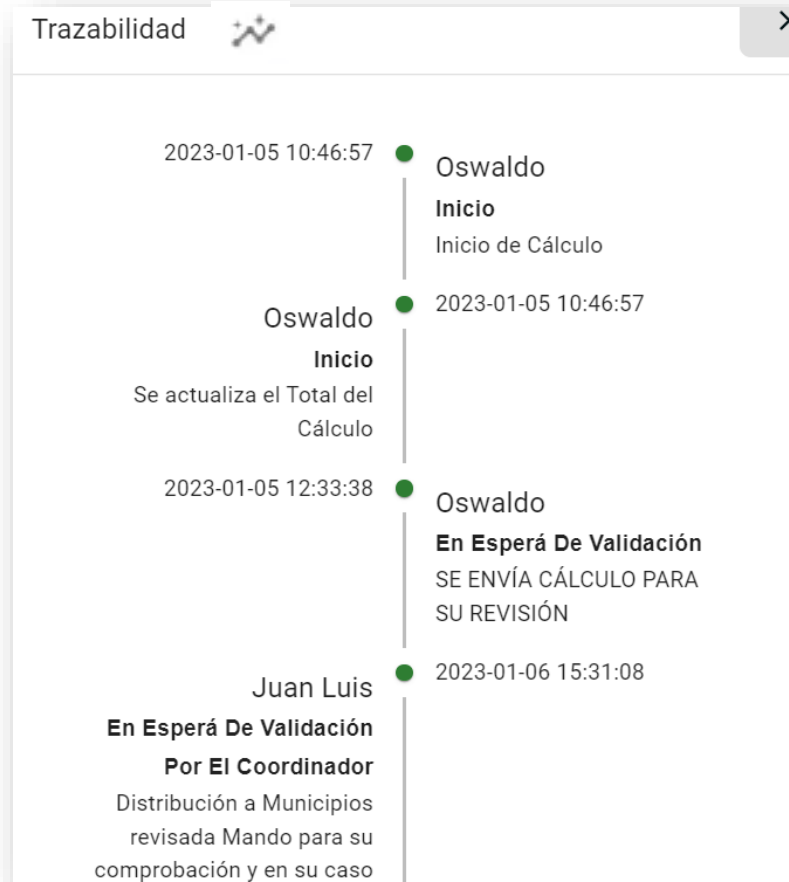 Trazabilidad
2023-01-05 10:46:57
Oswaldo
Inicio
Inicio de Cálculo
2023-01-05 10:46:57
Oswaldo
Inicio
Se actualiza el Total del
Cálculo
2023-01-05 12:33:38
Oswaldo
En Esperá De Validación
SE ENVÍA CÁLCULO PARA
SU REVISIÓN
2023-01-06 15:31:08
Juan Luis
En Esperá De Validación
Por El Coordinador
Distribución a Municipios
revisada Mando para su
comprobación y en su caso